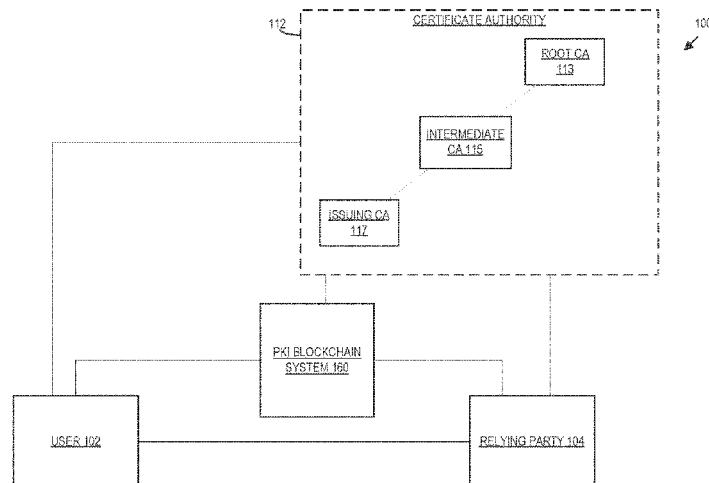 112
CERTIFICATE AUTHORITY
100
ROOT CA
113
INTERMEDIATE
CA 115
ISSUING CA
117
PKI BLOCKCHAIN
SYSTEM 160
USER 102
RELYING PARTY 104